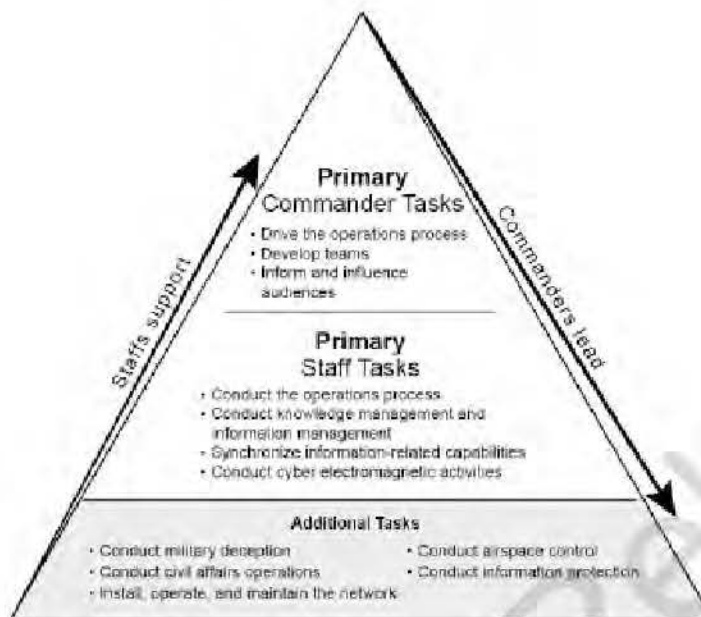 Primary
Commander Tasks
• Drive the operations process
• Develop teams
• Inform and influence
audiences
Staffs support
Commanders lead
Primary
Staff Tasks
• Conduct the operations process
• Conduct knowledge management and
information management
• Synchronize information-related capabilities
• Conduct cyber electromagnetic activities
Additional Tasks
• Conduct military deception
• Conduct civil affairs operations
• Install, operate, and maintain the network
• Conduct airspace control
• Conduct information protection